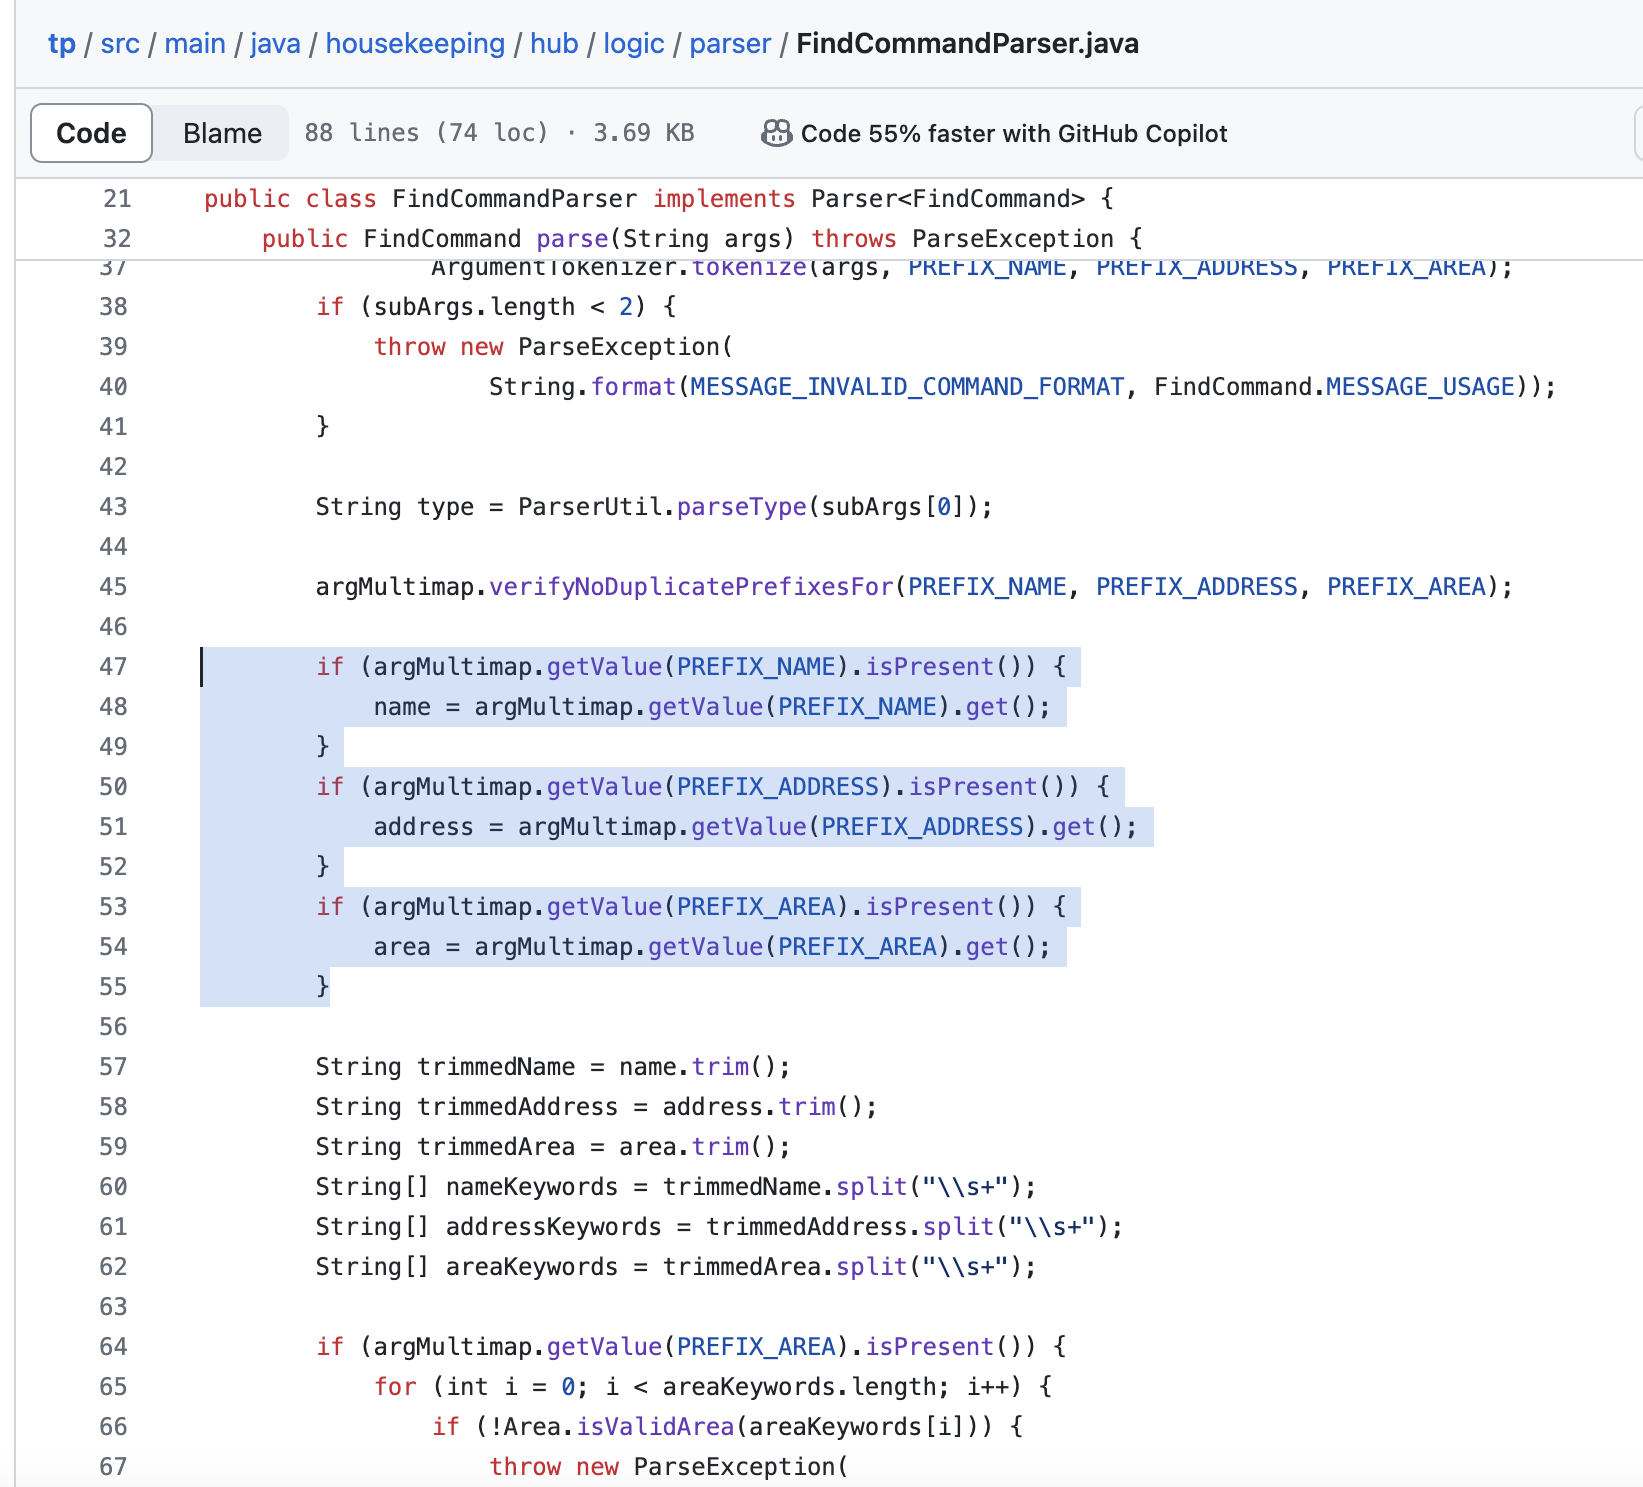 tp / src / main / java / housekeeping / hub / logic / parser / FindCommandParser.java
Code Blame 88 lines (74 loc) · 3.69 KB Code 55% faster with GitHub Copilot
21 public class FindCommandParser implements Parser<FindCommand> {
32 public FindCommand parse(String args) throws ParseException {
37 ArgumentTokenizer.tokenize(args, PREFIX_NAME, PREFIX_ADDRESS, PREFIX_AREA);
38 if (subArgs.length < 2) {
39 throw new ParseException(
40 String.format(MESSAGE_INVALID_COMMAND_FORMAT, FindCommand.MESSAGE_USAGE));
41 }
42
43 String type = ParserUtil.parseType(subArgs[0]);
44
45 argMultimap.verifyNoDuplicatePrefixesFor(PREFIX_NAME, PREFIX_ADDRESS, PREFIX_AREA);
46
47 if (argMultimap.getValue(PREFIX_NAME).isPresent()) {
48 name = argMultimap.getValue(PREFIX_NAME).get();
49 }
50 if (argMultimap.getValue(PREFIX_ADDRESS).isPresent()) {
51 address = argMultimap.getValue(PREFIX_ADDRESS).get();
52 }
53 if (argMultimap.getValue(PREFIX_AREA).isPresent()) {
54 area = argMultimap.getValue(PREFIX_AREA).get();
55 }
56
57 String trimmedName = name.trim();
58 String trimmedAddress = address.trim();
59 String trimmedArea = area.trim();
60 String[] nameKeywords = trimmedName.split("\\s+");
61 String[] addressKeywords = trimmedAddress.split("\\s+");
62 String[] areaKeywords = trimmedArea.split("\\s+");
63
64 if (argMultimap.getValue(PREFIX_AREA).isPresent()) {
65 for (int i = 0; i < areaKeywords.length; i++) {
66 if (!Area.isValidArea(areaKeywords[i])) {
67 throw new ParseException(